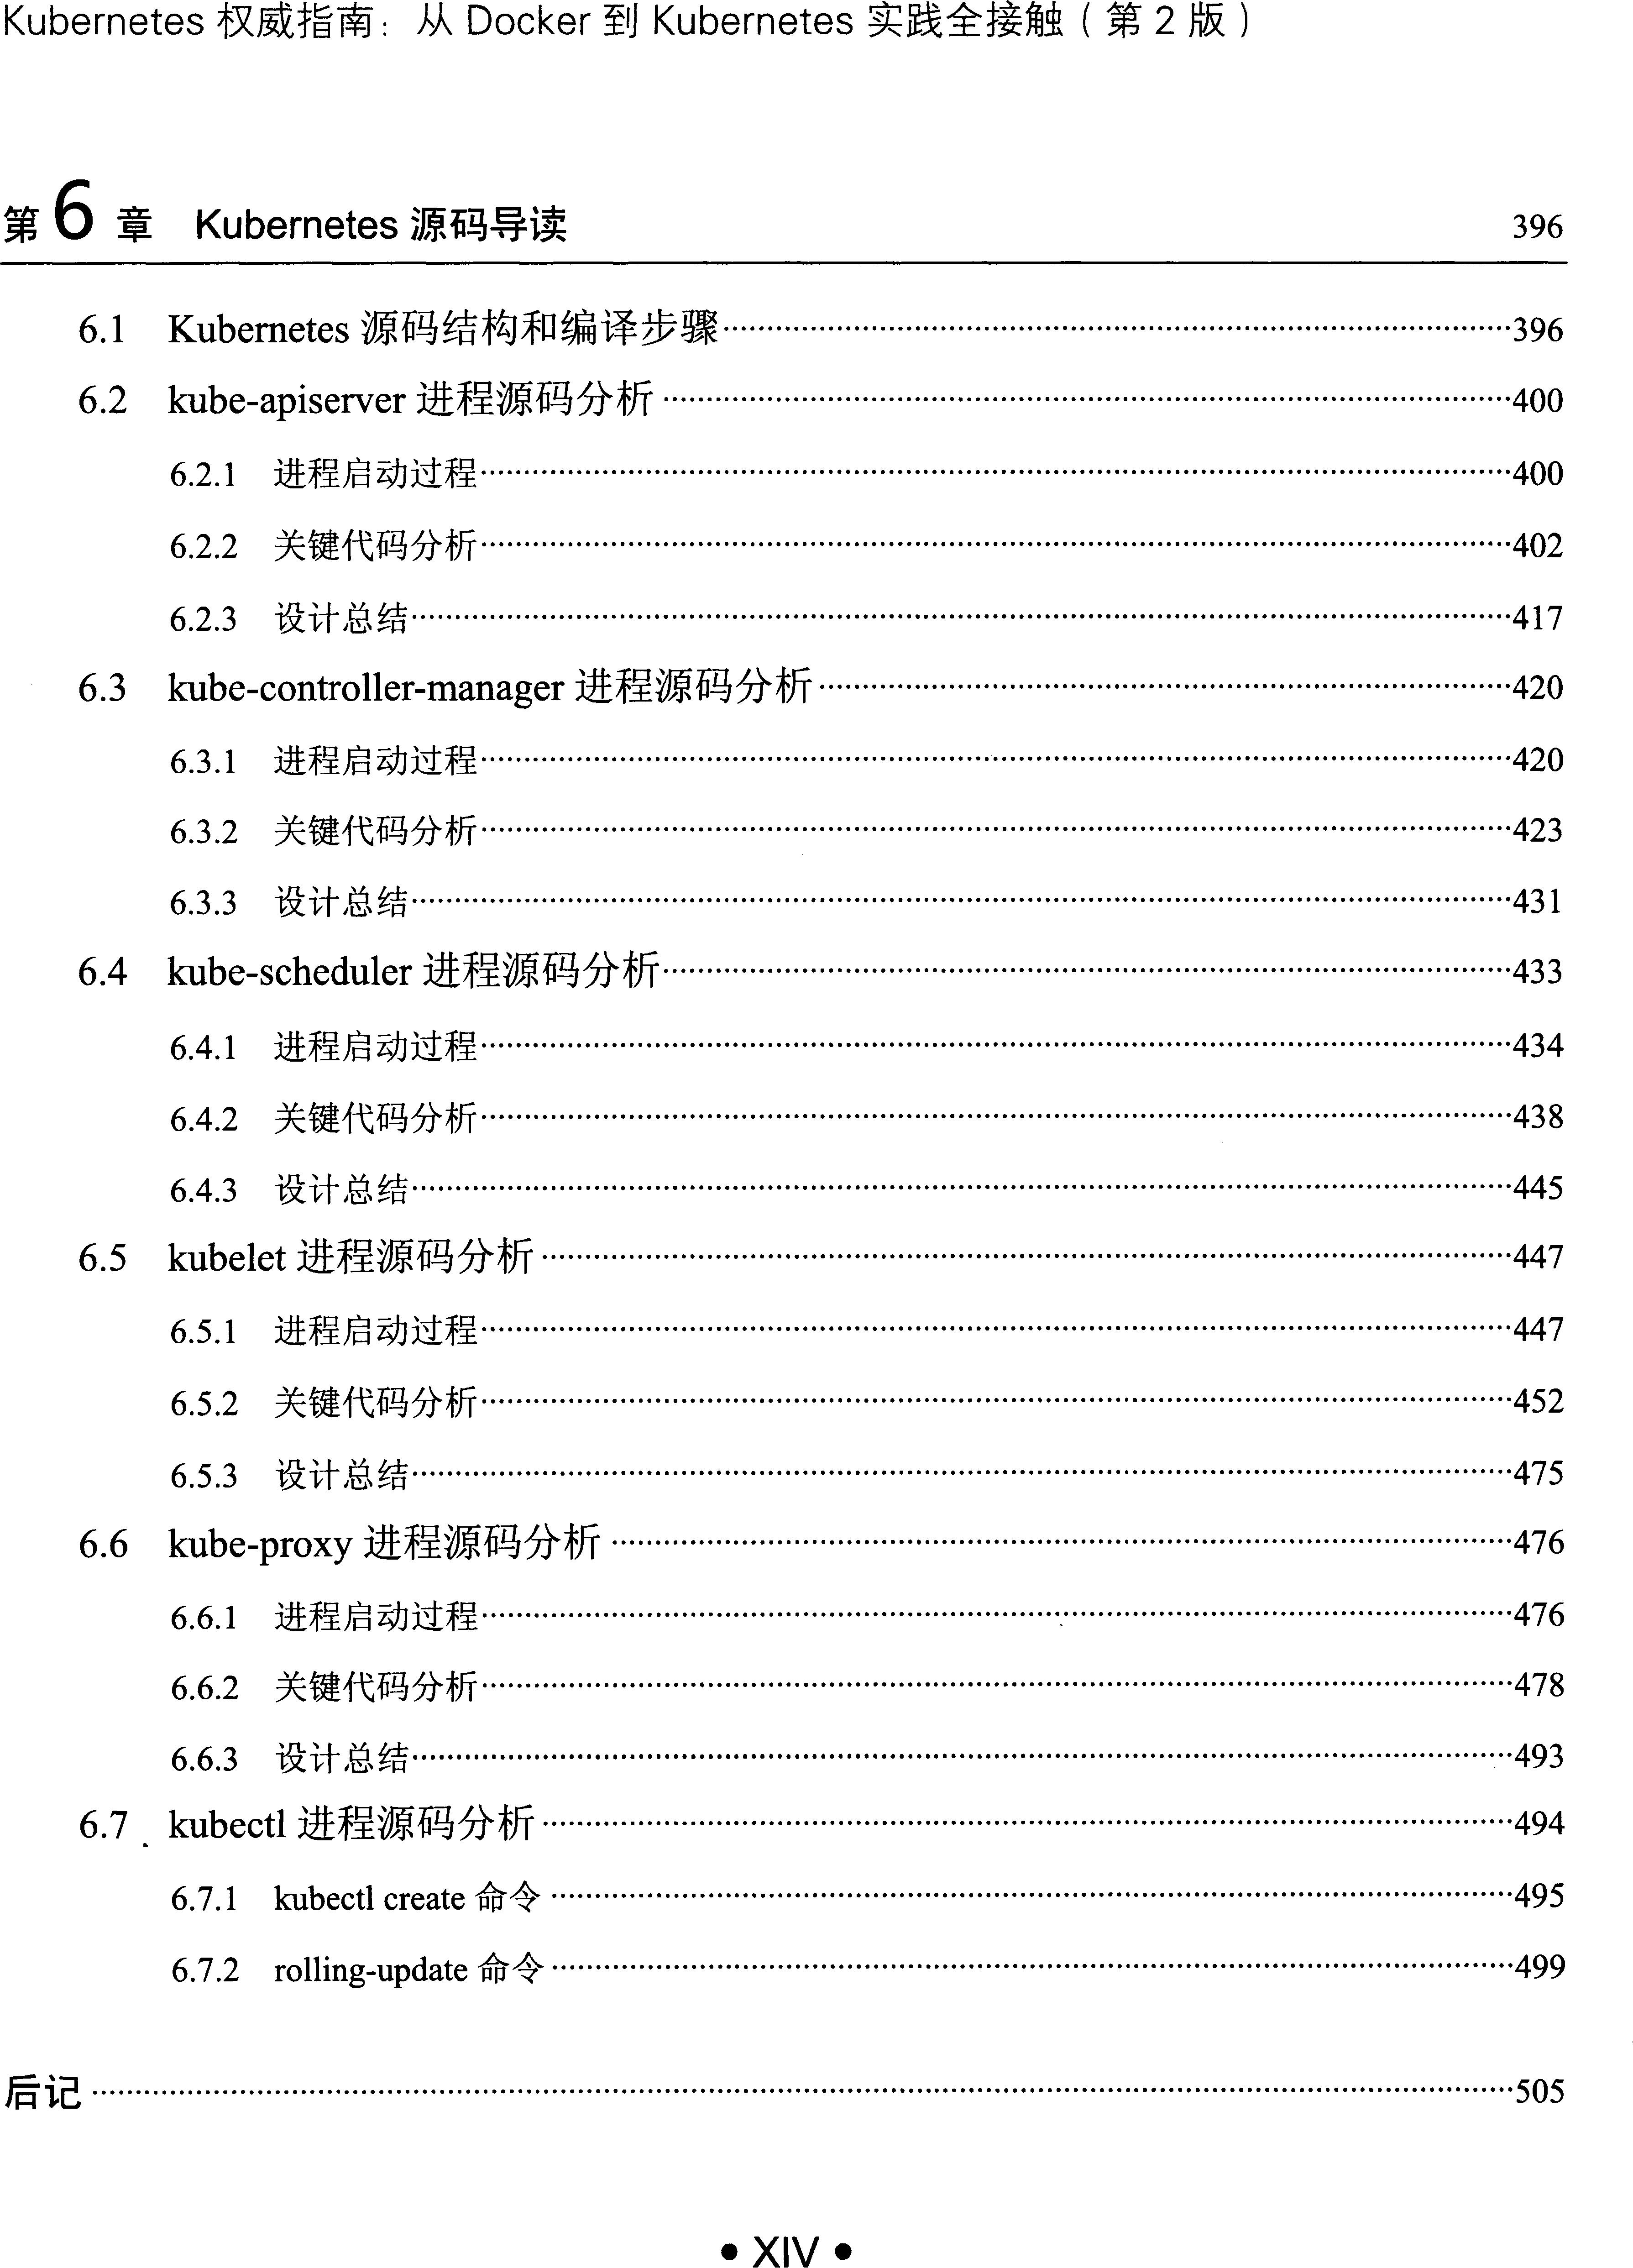 Kubernetes 权威指南：从 Docker 到 Kubernetes 实践全接触（第 2 版）
第 6 章 Kubernetes 源码导读 396
6.1 Kubernetes 源码结构和编译步骤 396
6.2 kube-apiserver 进程源码分析 400
6.2.1 进程启动过程 400
6.2.2 关键代码分析 402
6.2.3 设计总结 417
6.3 kube-controller-manager 进程源码分析 420
6.3.1 进程启动过程 420
6.3.2 关键代码分析 423
6.3.3 设计总结 431
6.4 kube-scheduler 进程源码分析 433
6.4.1 进程启动过程 434
6.4.2 关键代码分析 438
6.4.3 设计总结 445
6.5 kubelet 进程源码分析 447
6.5.1 进程启动过程 447
6.5.2 关键代码分析 452
6.5.3 设计总结 475
6.6 kube-proxy 进程源码分析 476
6.6.1 进程启动过程 476
6.6.2 关键代码分析 478
6.6.3 设计总结 493
6.7 kubectl 进程源码分析 494
6.7.1 kubectl create 命令 495
6.7.2 rolling-update 命令 499
后记 505
• XIV •